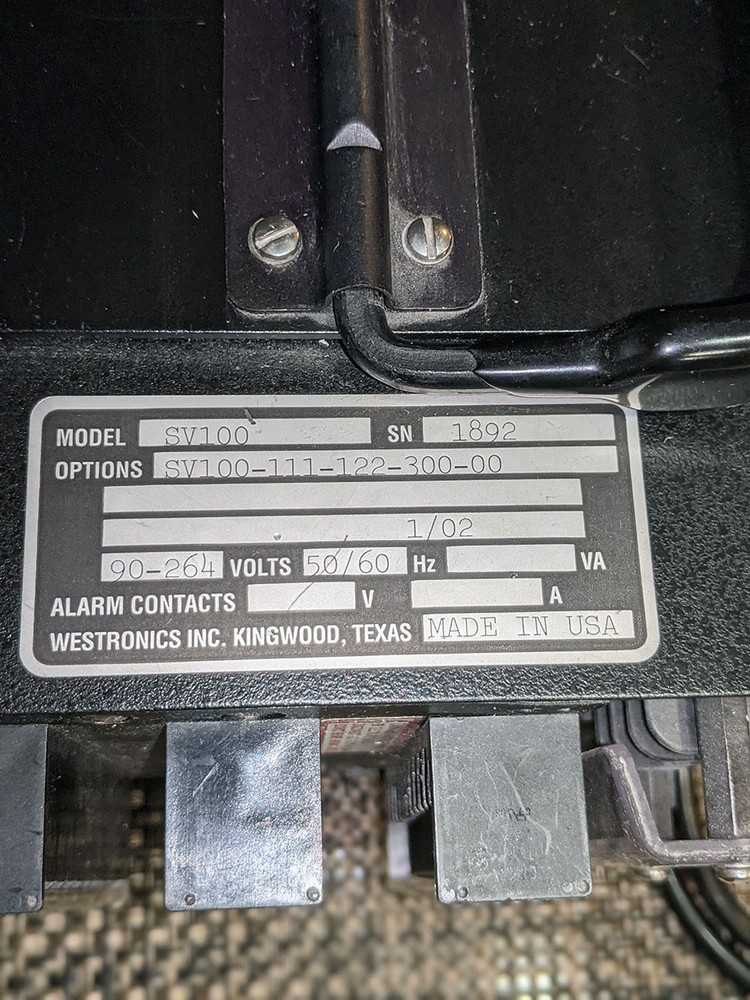 MODEL SV100 SN 1892
OPTIONS SV100-111-122-300-00
1/02
90-264 VOLTS 50/60 Hz VA
ALARM CONTACTS V A
WESTRONICS INC. KINGWOOD, TEXAS MADE IN USA